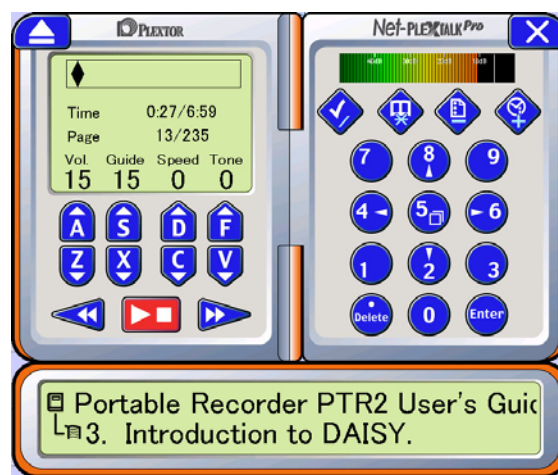 PLEXTOR
Net-PLEXTALK Pro
Time 0:27/6:59
Page 13/235
Vol. Guide Speed Tone
15 15 0 0
A S D F
Z X C V
7 8 9
4 5 6
1 2 3
Delete 0 Enter
Portable Recorder PTR2 User's Guid
3. Introduction to DAISY.